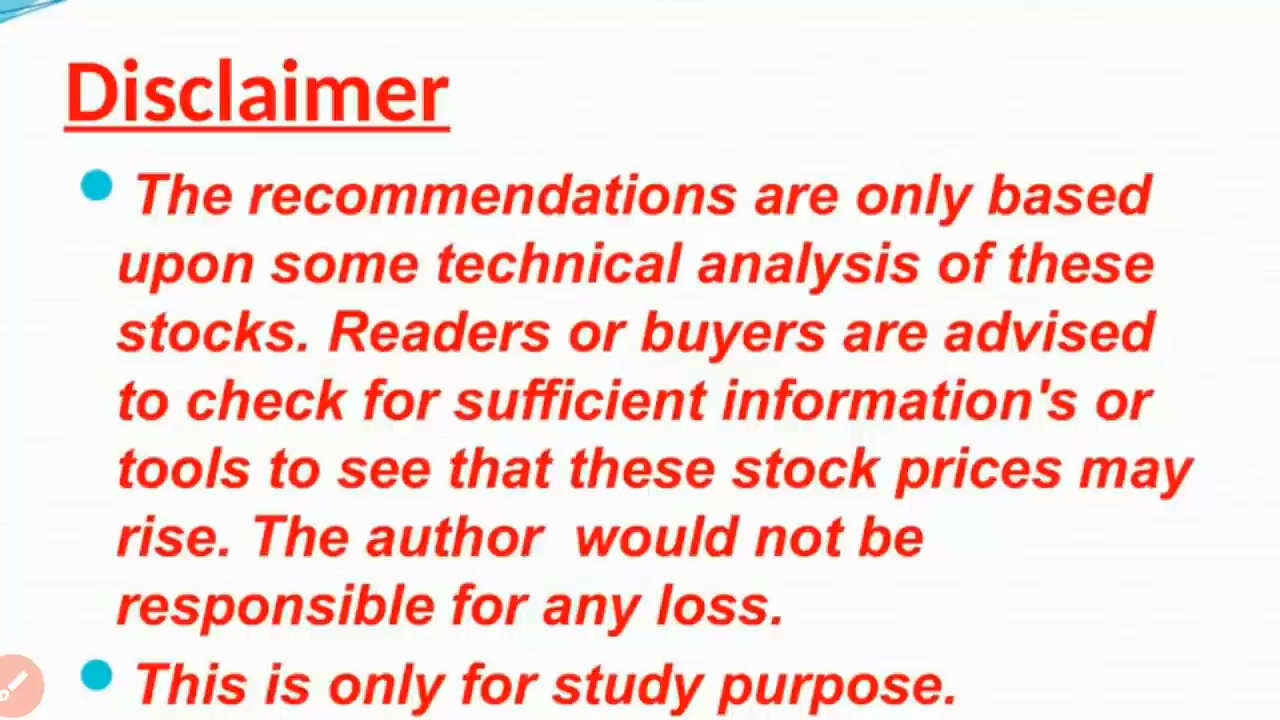 Disclaimer
The recommendations are only based
upon some technical analysis of these
stocks. Readers or buyers are advised
to check for sufficient information's or
tools to see that these stock prices may
rise. The author  would not be
responsible for any loss.
This is only for study purpose.